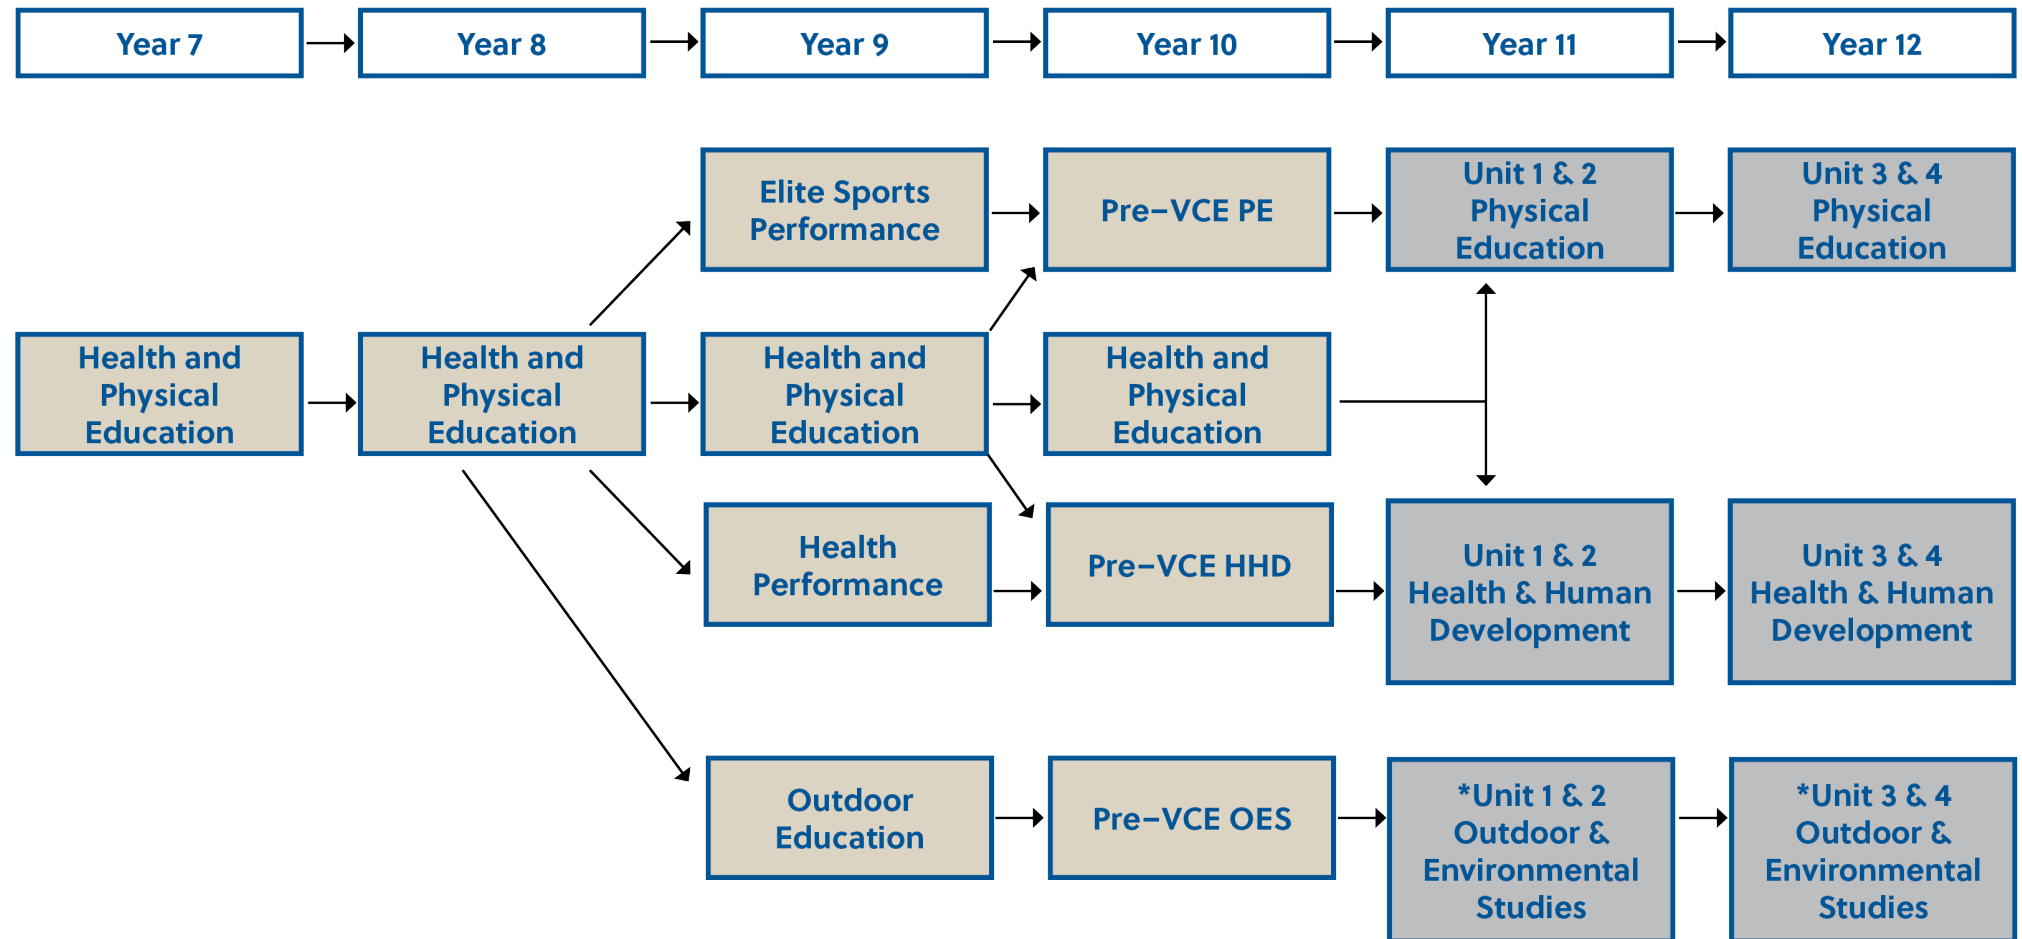 Year 7
Year 8
Year 9
Year 10
Year 11
Year 12
Elite Sports
Performance
Pre–VCE PE
Unit 1 & 2
Physical
Education
Unit 3 & 4
Physical
Education
Health and
Physical
Education
Health and
Physical
Education
Health and
Physical
Education
Health and
Physical
Education
Health
Performance
Pre–VCE HHD
Unit 1 & 2
Health & Human
Development
Unit 3 & 4
Health & Human
Development
Outdoor
Education
Pre–VCE OES
*Unit 1 & 2
Outdoor &
Environmental
Studies
*Unit 3 & 4
Outdoor &
Environmental
Studies